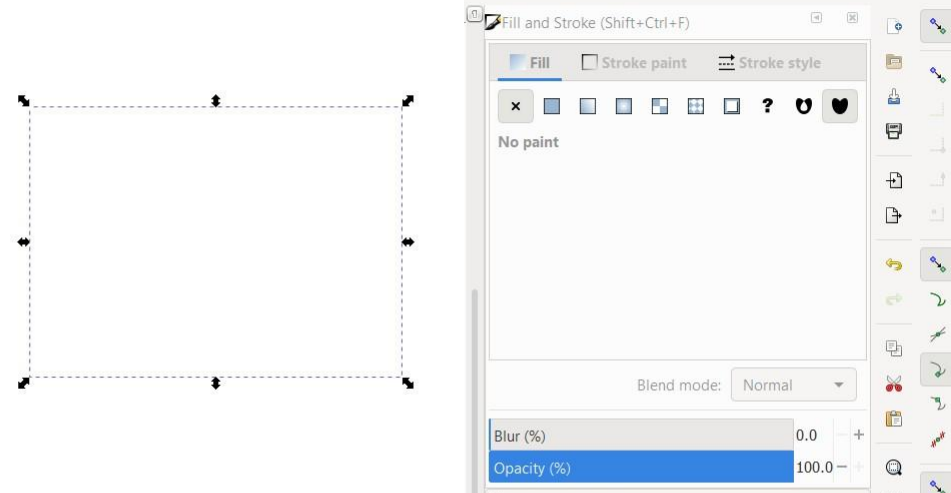 Fill and Stroke (Shift+Ctrl+F)
Fill
Stroke paint
Stroke style
?
No paint
Blend mode: Normal
Blur (%) 0.0
Opacity (%) 100.0